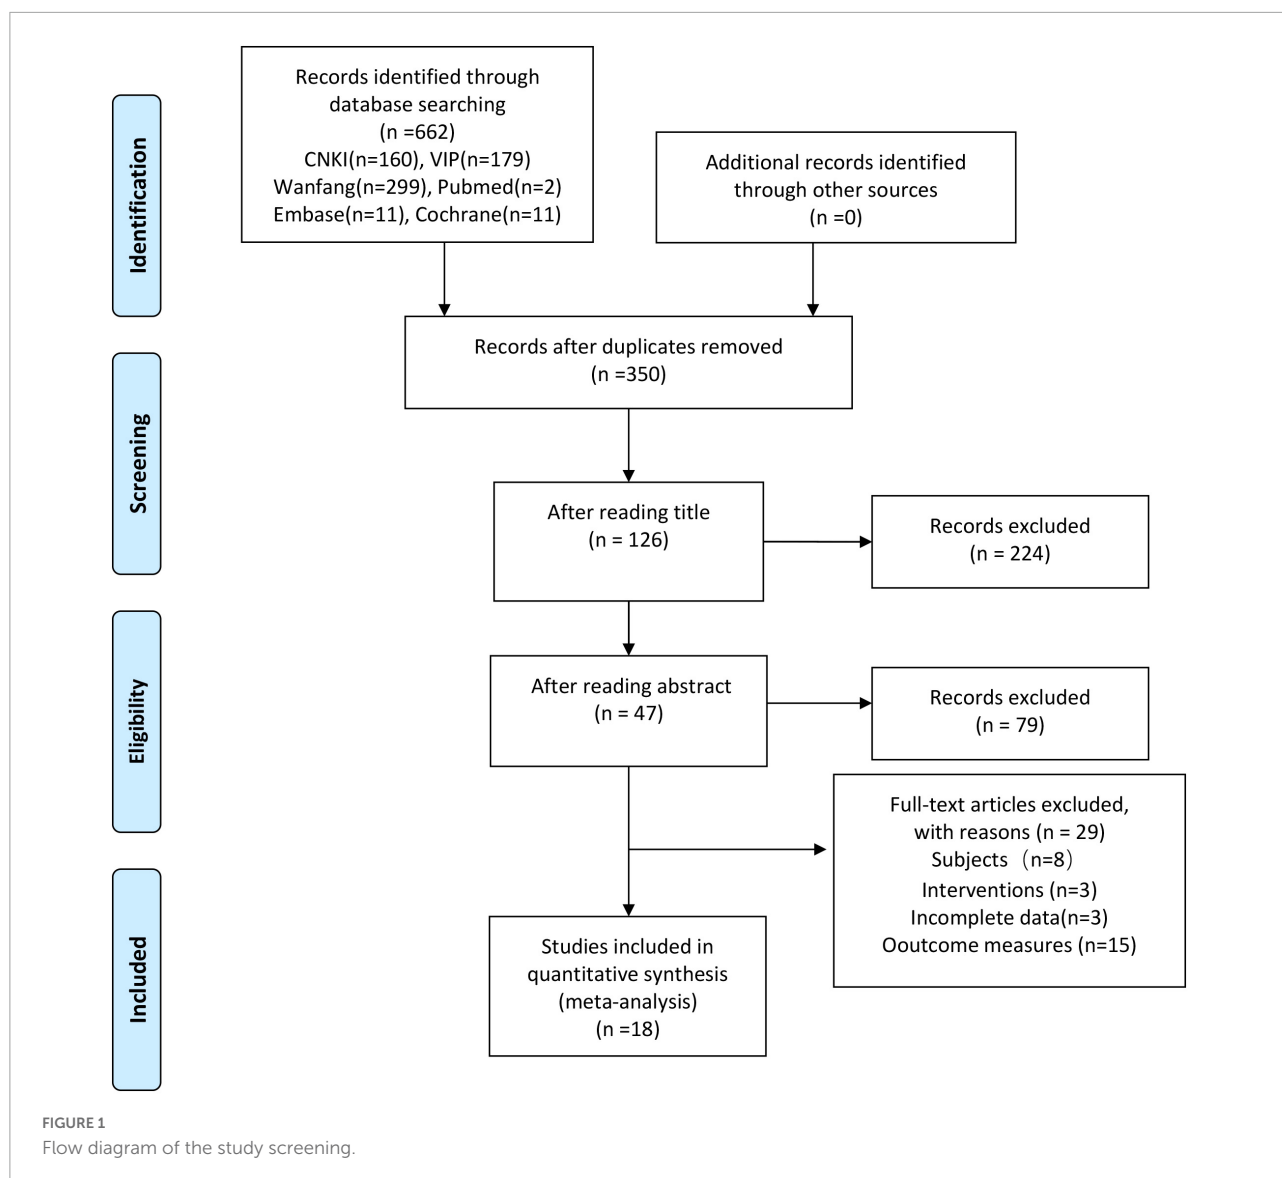 Identification
Records identified through
database searching
(n =662)
CNKI(n=160), VIP(n=179)
Wanfang(n=299), Pubmed(n=2)
Embase(n=11), Cochrane(n=11)
Additional records identified
through other sources
(n =0)
Records after duplicates removed
(n =350)
Screening
After reading title
(n = 126)
Records excluded
(n = 224)
Eligibility
After reading abstract
(n = 47)
Records excluded
(n = 79)
Full-text articles excluded,
with reasons (n = 29)
Subjects（n=8）
Interventions (n=3)
Incomplete data(n=3)
Ooutcome measures (n=15)
Included
Studies included in
quantitative synthesis
(meta-analysis)
(n =18)
FIGURE 1
Flow diagram of the study screening.